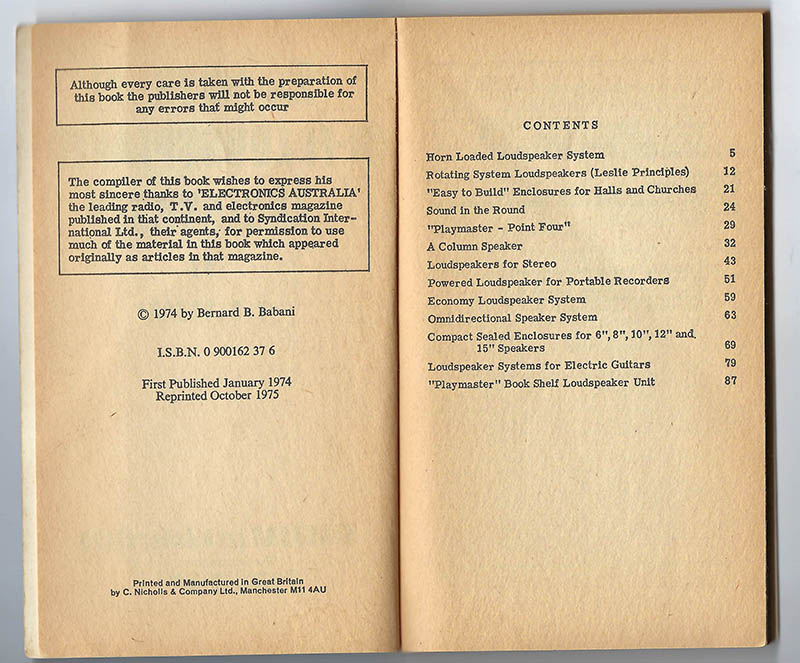 Although every care is taken with the preparation of
this book the publishers will not be responsible for
any errors that might occur
The compiler of this book wishes to express his
most sincere thanks to 'ELECTRONICS AUSTRALIA'
the leading radio, T.V. and electronics magazine
published in that continent, and to Syndication Inter-
national Ltd., their agents, for permission to use
much of the material in this book which appeared
originally as articles in that magazine.
© 1974 by Bernard B. Babani
I.S.B.N. 0 900162 37 6
First Published January 1974
Reprinted October 1975
Printed and Manufactured in Great Britain
by C. Nicholls & Company Ltd., Manchester M11 4AU
CONTENTS
Horn Loaded Loudspeaker System 5
Rotating System Loudspeakers (Leslie Principles) 12
"Easy to Build" Enclosures for Halls and Churches 21
Sound in the Round 24
"Playmaster - Point Four" 29
A Column Speaker 32
Loudspeakers for Stereo 43
Powered Loudspeaker for Portable Recorders 51
Economy Loudspeaker System 59
Omnidirectional Speaker System 63
Compact Sealed Enclosures for 6", 8", 10", 12" and.
15" Speakers 69
Loudspeaker Systems for Electric Guitars 79
"Playmaster" Book Shelf Loudspeaker Unit 87